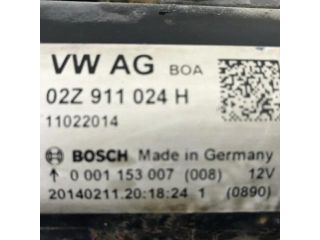 VW AG BOA
02Z 911 024 H
11022014
BOSCH Made in Germany
↑ 0 001 153 007 (008) 12V
20140211.20:18:24 1 (0890)